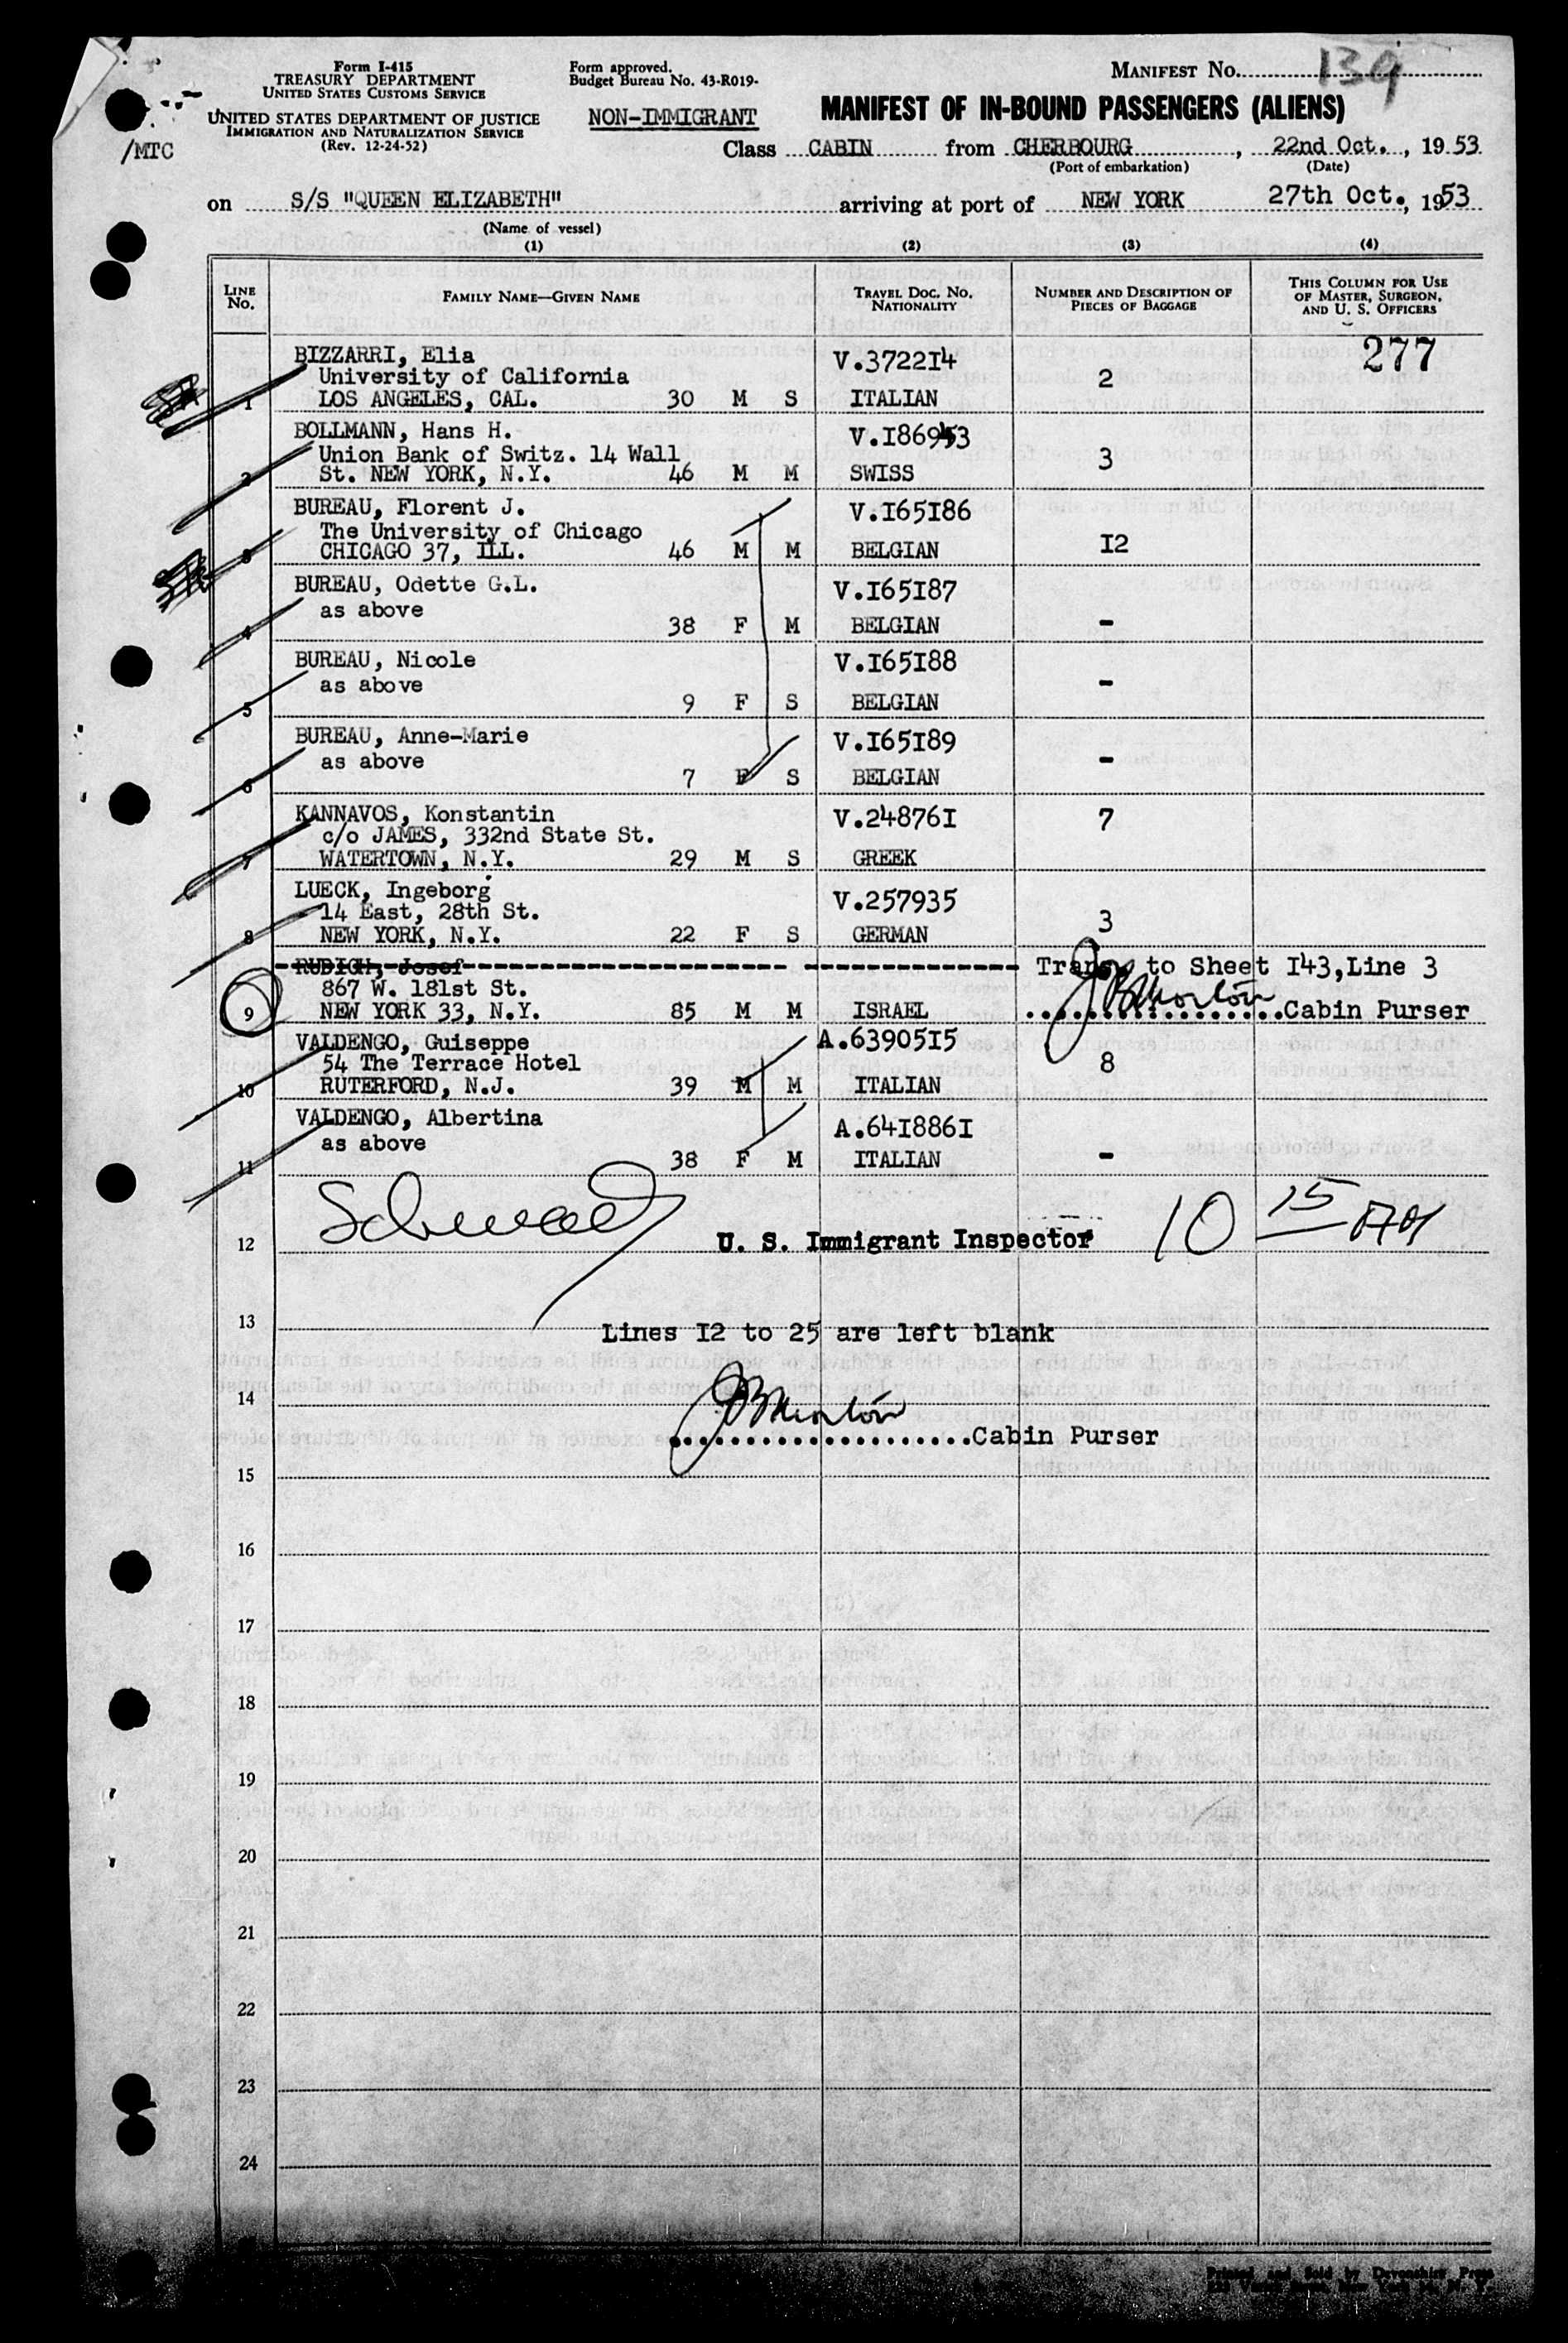 Form I-415
TREASURY DEPARTMENT
UNITED STATES CUSTOMS SERVICE
UNITED STATES DEPARTMENT OF JUSTICE
IMMIGRATION AND NATURALIZATION SERVICE
(Rev. 12-24-52)
/MTC
Form approved.
Budget Bureau No. 43-R019-
NON-IMMIGRANT
MANIFEST NO. 139
MANIFEST OF IN-BOUND PASSENGERS (ALIENS)
Class CABIN from CHERBOURG, 22nd Oct., 1953
(Port of embarkation) (Date)
on S/S "QUEEN ELIZABETH" arriving at port of NEW YORK 27th Oct., 1953
(Name of vessel)
(1) (2) (3) (4)
LINE No. FAMILY NAME—GIVEN NAME TRAVEL DOC. NO. NATIONALITY NUMBER AND DESCRIPTION OF PIECES OF BAGGAGE THIS COLUMN FOR USE OF MASTER, SURGEON, AND U. S. OFFICERS
277
BIZZARRI, Elia V.372214
University of California 2
1 LOS ANGELES, CAL. 30 M S ITALIAN
BOLLMANN, Hans H. V.186953
Union Bank of Switz. 14 Wall 3
2 St. NEW YORK, N.Y. 46 M M SWISS
BUREAU, Florent J. V.165186
The University of Chicago
3 CHICAGO 37, ILL. 46 M M BELGIAN 12
BUREAU, Odette G.L. V.165187
as above
4 38 F M BELGIAN -
BUREAU, Nicole V.165188
as above -
5 9 F S BELGIAN
BUREAU, Anne-Marie V.165189
as above -
6 7 F S BELGIAN
KANNAVOS, Konstantin V.248761 7
c/o JAMES, 332nd State St.
7 WATERTOWN, N.Y. 29 M S GREEK
LUECK, Ingeborg V.257935
14 East, 28th St. 3
8 NEW YORK, N.Y. 22 F S GERMAN
RUDICH, Josef Trans to Sheet 143, Line 3
867 W. 181st St. JBMorton
9 NEW YORK 33, N.Y. 85 M M ISRAEL ................Cabin Purser
VALDENGO, Guiseppe A.6390515
54 The Terrace Hotel 8
10 RUTERFORD, N.J. 39 M M ITALIAN
VALDENGO, Albertina A.6418861
as above
11 38 F M ITALIAN -
12 U. S. Immigrant Inspector 10 15
13
Lines 12 to 25 are left blank
14 JBMorton
....................Cabin Purser
15
16
17
18
19
20
21
22
23
24